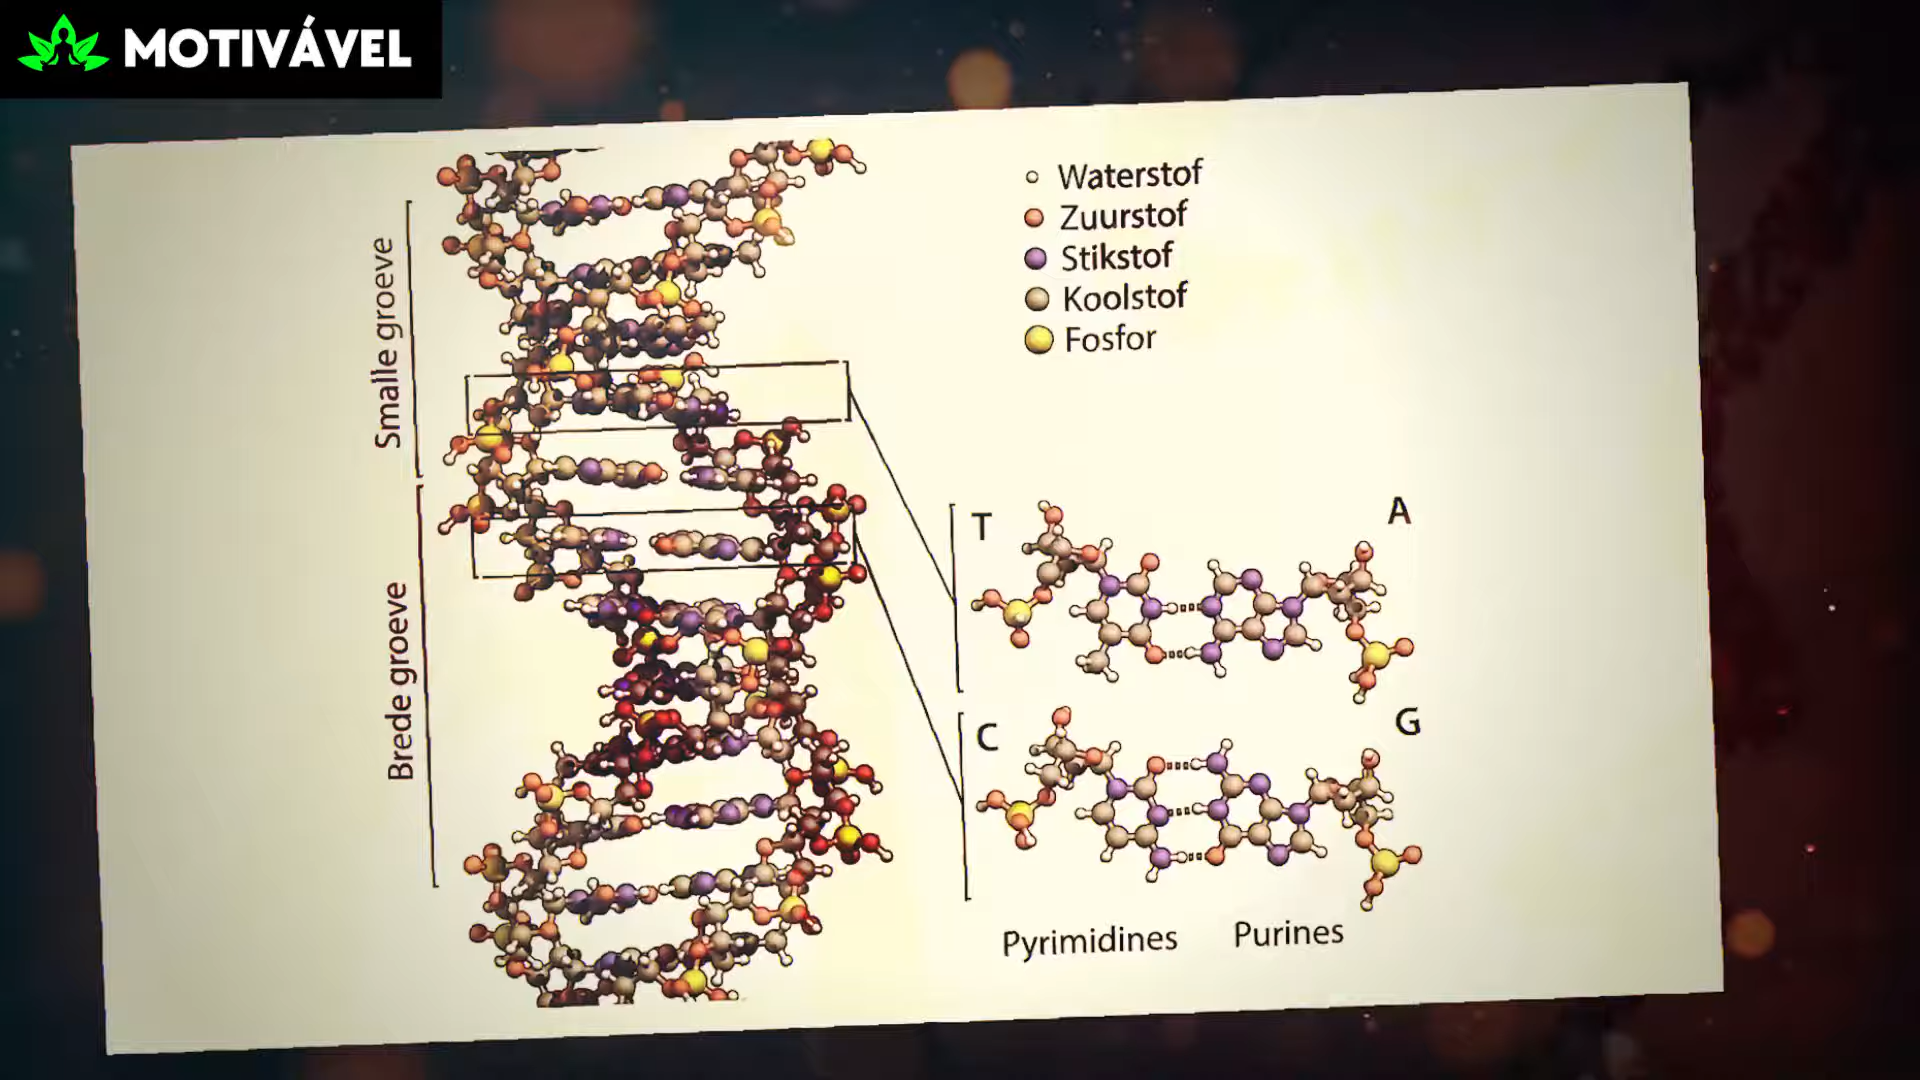 MOTIVÁVEL
Waterstof
Zuurstof
Stikstof
Koolstof
Fosfor
Smalle groeve
Brede groeve
T
A
C
G
Pyrimidines
Purines